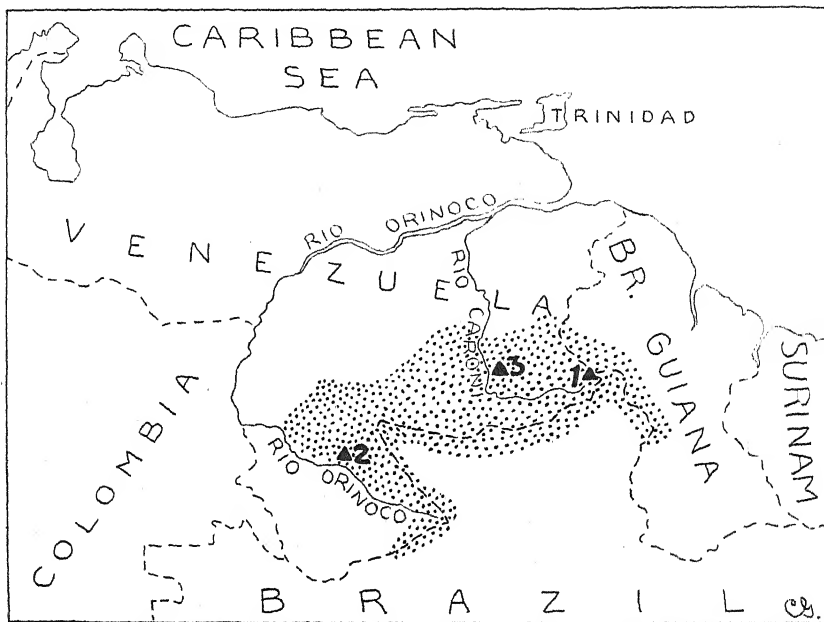 CARIBBEAN
SEA
TRINIDAD
VENEZUELA
RIO ORINOCO
RIO CARONI
BR. GUIANA
SURINAM
3
1
2
RIO ORINOCO
COLOMBIA
BRAZIL